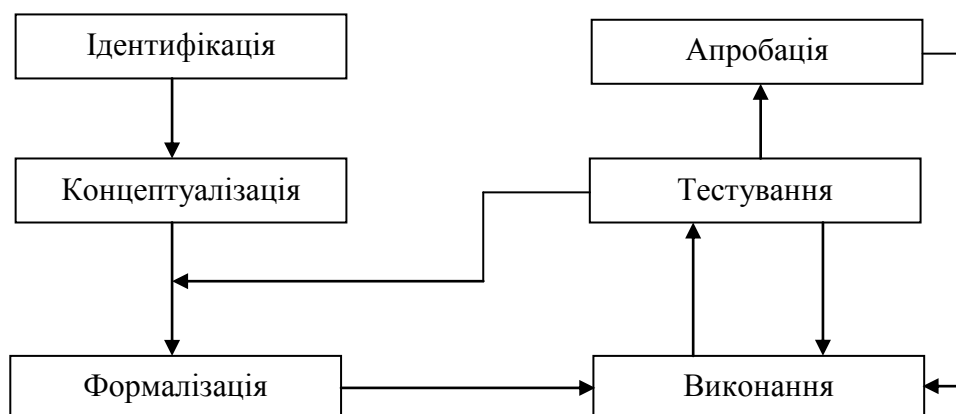 Ідентифікація
Апробація
Концептуалізація
Тестування
Формалізація
Виконання